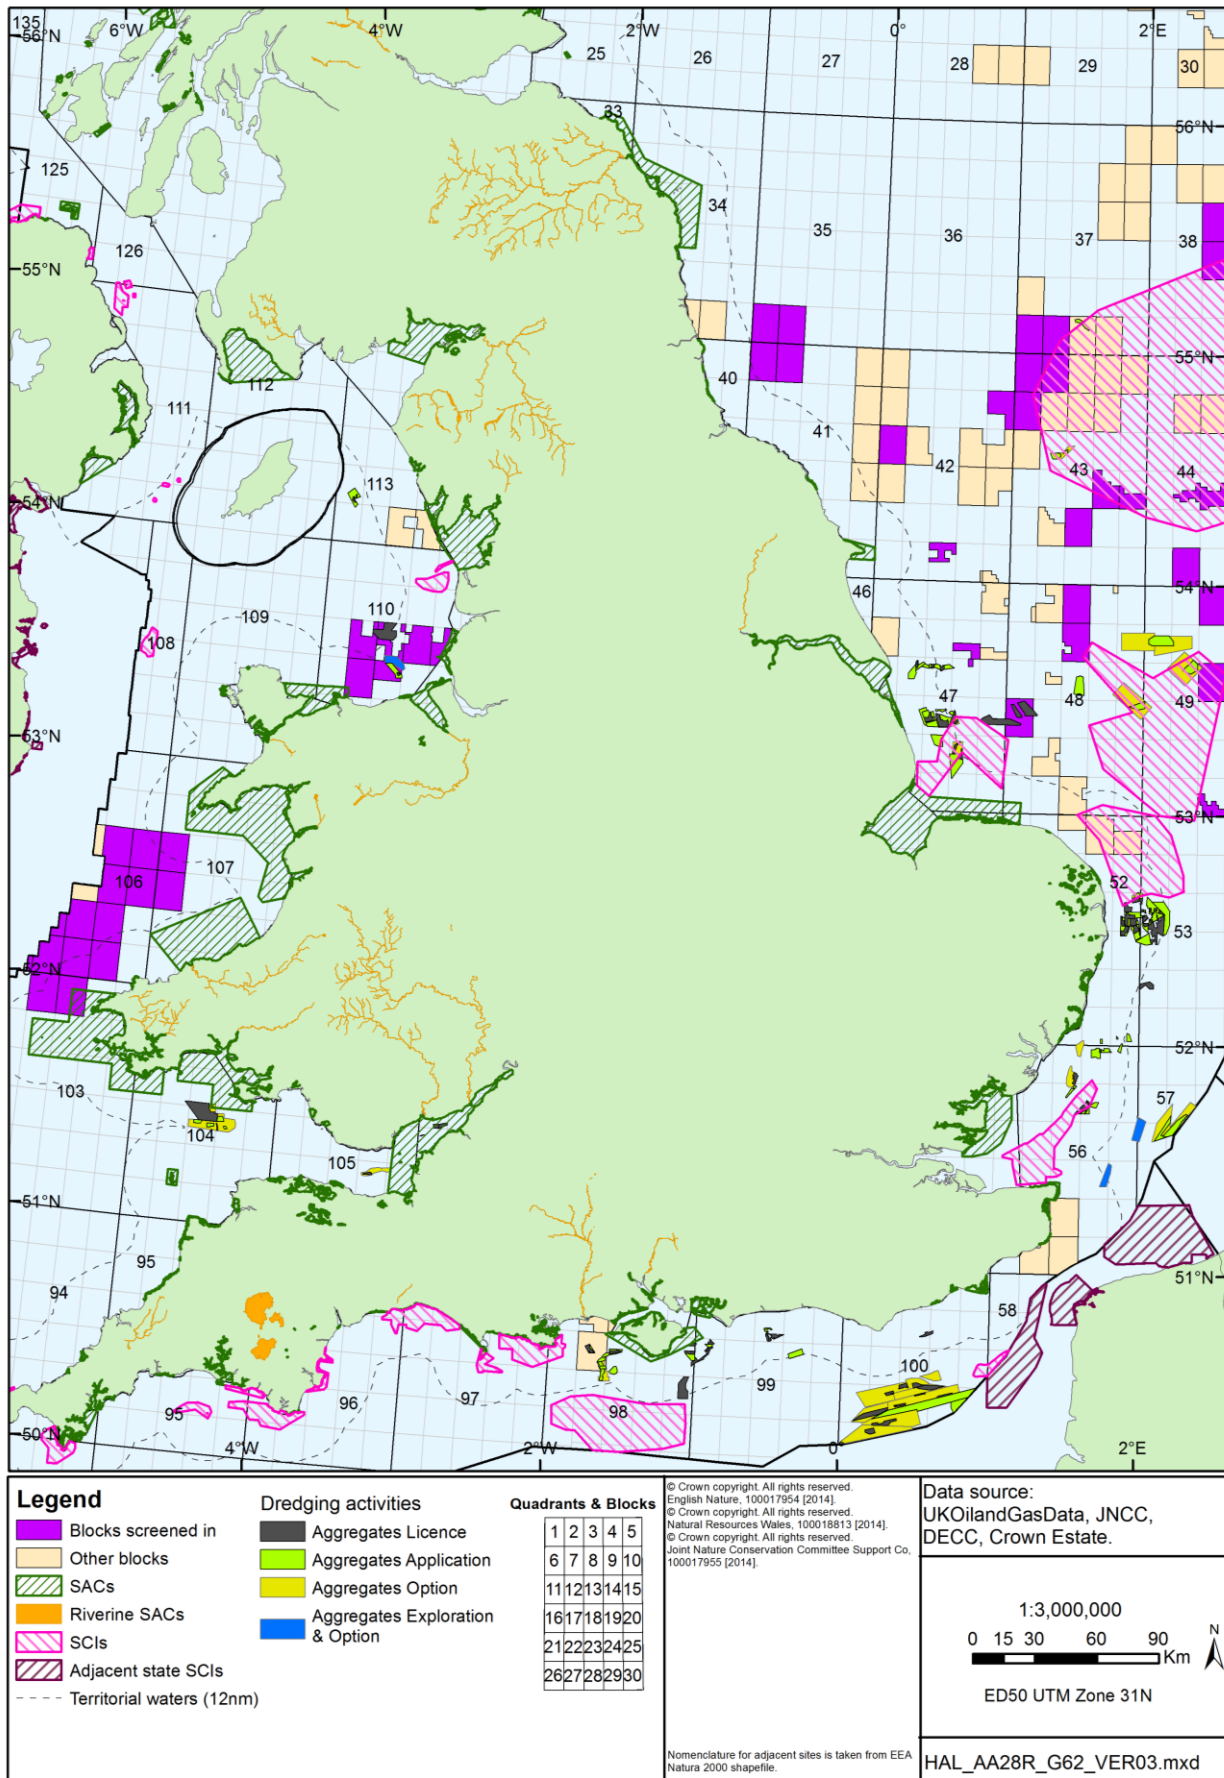 135
6°W
4°W
2°W
0°
2°E
56°N
25
26
27
28
29
30
33
56°N
125
34
35
36
37
38
126
55°N
55°N
40
112
111
41
42
43
44
113
54°N
54°N
46
110
109
108
47
48
49
53°N
53°N
107
106
52
53
52°N
52°N
103
104
57
56
105
51°N
51°N
95
94
58
100
99
98
97
96
95
50°N
4°W
2°W
0°
2°E
Legend
Blocks screened in
Other blocks
SACs
Riverine SACs
SCIs
Adjacent state SCIs
Territorial waters (12nm)
Dredging activities
Aggregates Licence
Aggregates Application
Aggregates Option
Aggregates Exploration
& Option
Quadrants & Blocks
1 2 3 4 5
6 7 8 9 10
11 12 13 14 15
16 17 18 19 20
21 22 23 24 25
26 27 28 29 30
© Crown copyright. All rights reserved.
English Nature, 100017954 [2014].
© Crown copyright. All rights reserved.
Natural Resources Wales, 100018813 [2014].
© Crown copyright. All rights reserved.
Joint Nature Conservation Committee Support Co,
100017955 [2014].
Nomenclature for adjacent sites is taken from EEA
Natura 2000 shapefile.
Data source:
UKOilandGasData, JNCC,
DECC, Crown Estate.
1:3,000,000
0 15 30 60 90
Km
N
ED50 UTM Zone 31N
HAL_AA28R_G62_VER03.mxd